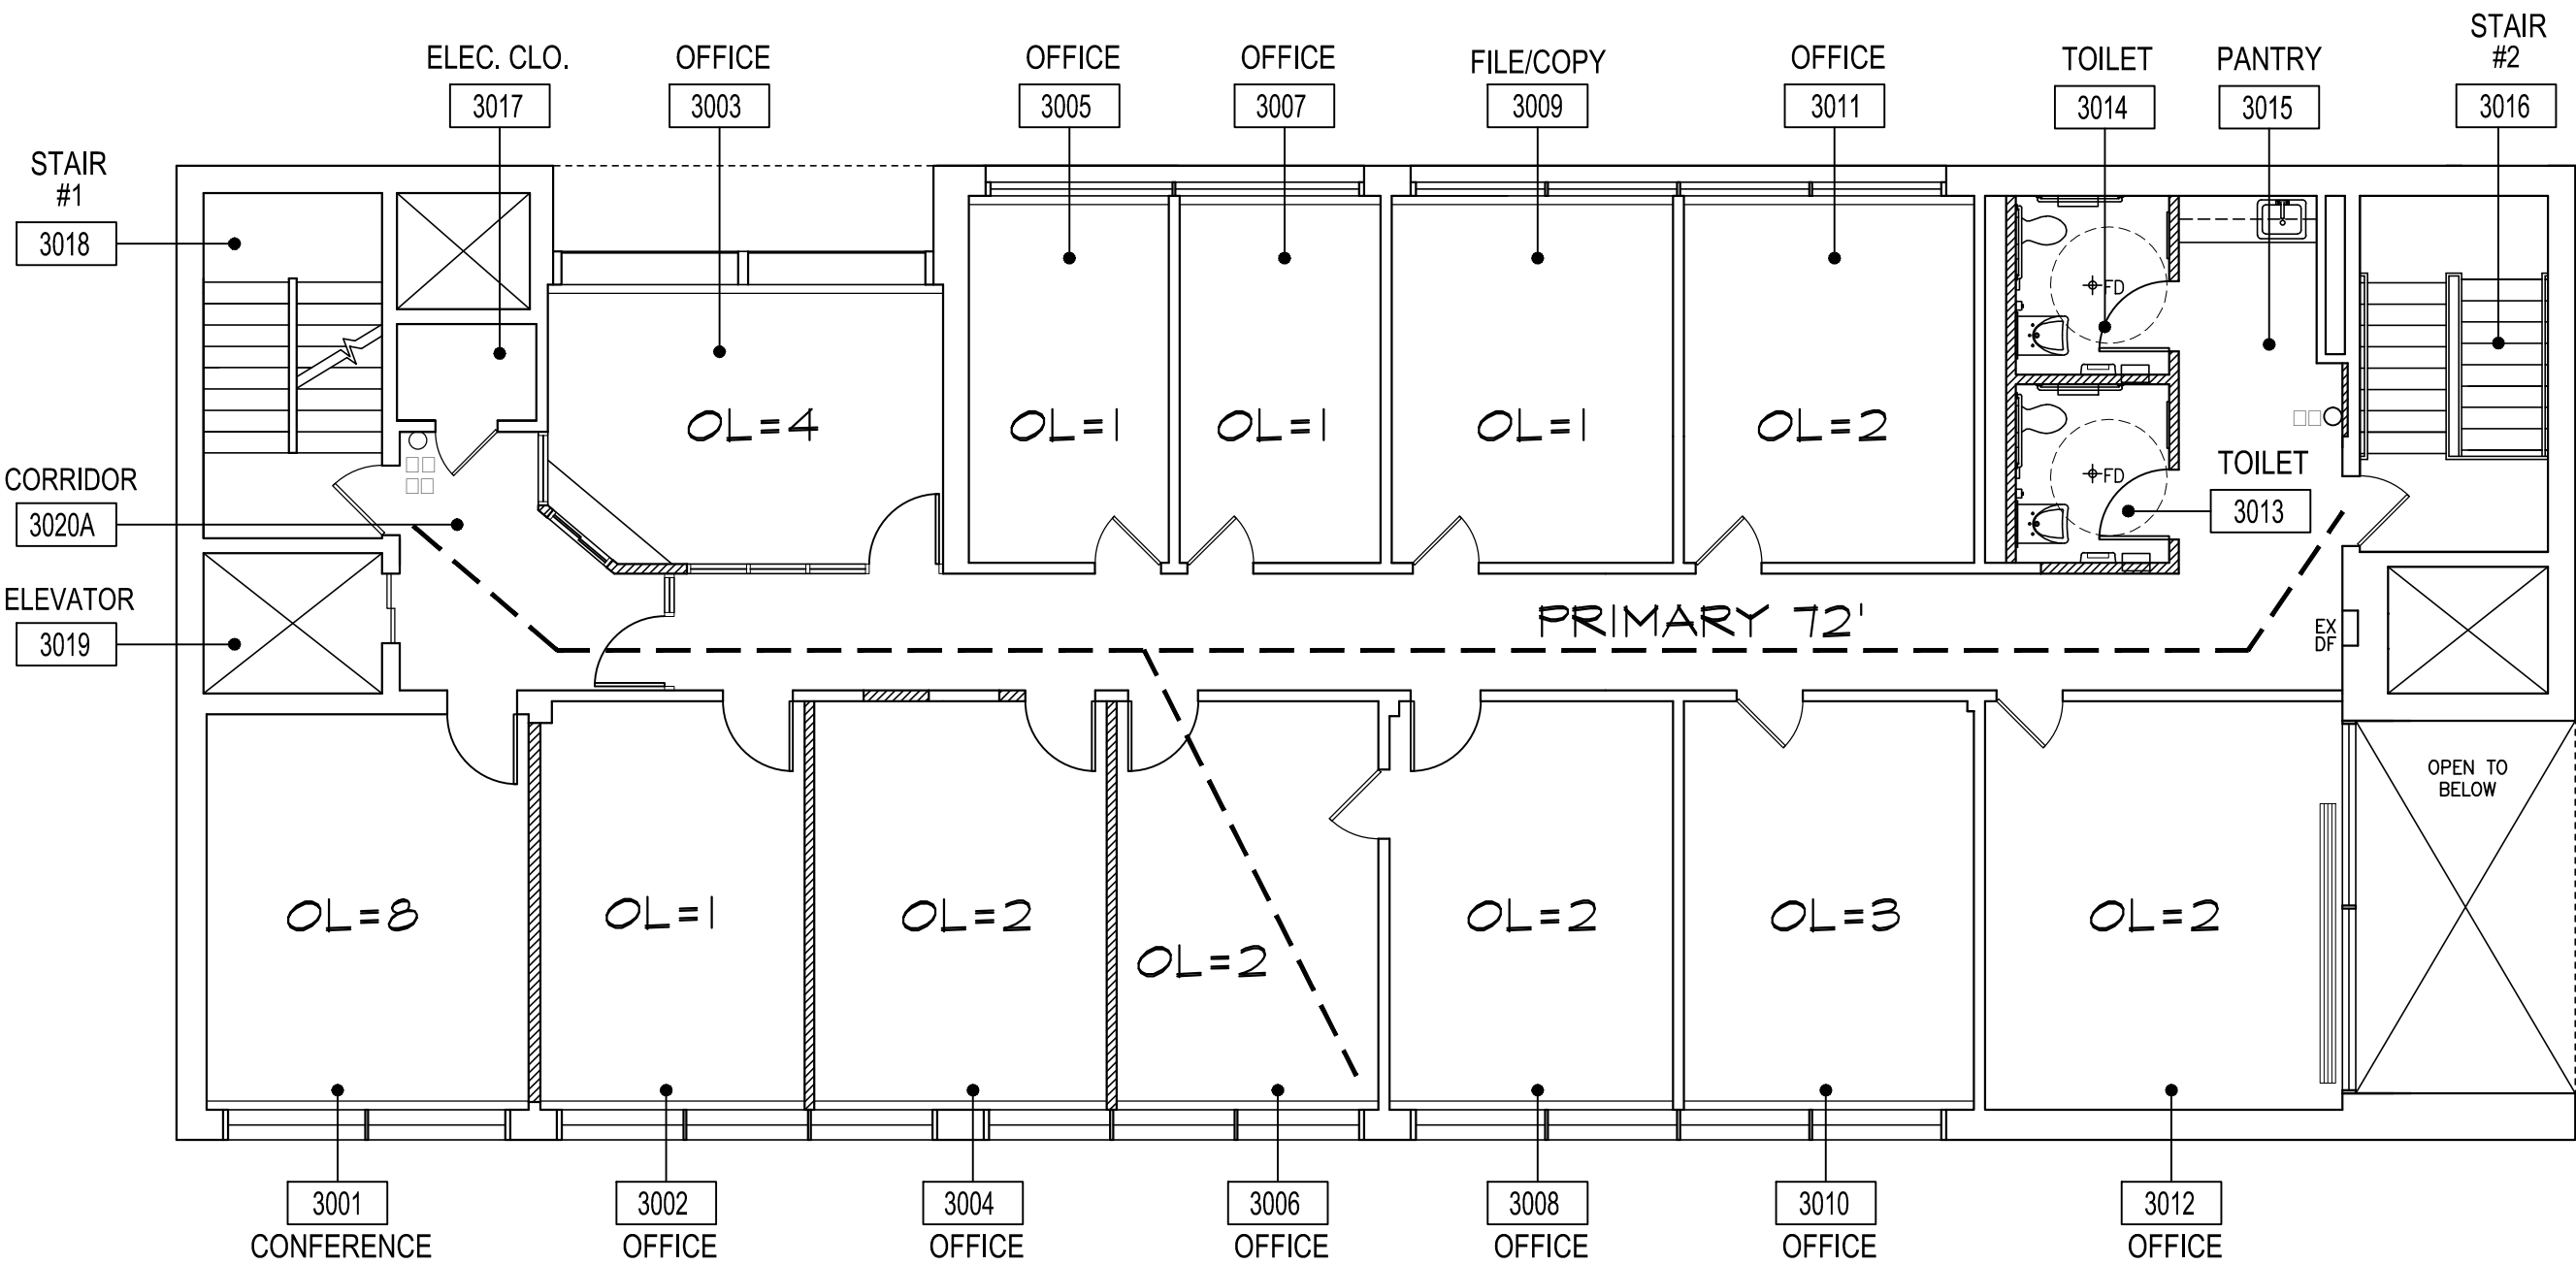 STAIR
#2
ELEC. CLO.
OFFICE
OFFICE
OFFICE
FILE/COPY
OFFICE
TOILET
PANTRY
3017
3003
3005
3007
3009
3011
3014
3015
3016
STAIR
#1
3018
FD
OL=4
OL=1
OL=1
OL=1
OL=2
CORRIDOR
3020A
FD
TOILET
3013
ELEVATOR
3019
PRIMARY 72'
EX
DF
OPEN TO
BELOW
OL=8
OL=1
OL=2
OL=2
OL=2
OL=3
OL=2
3001
3002
3004
3006
3008
3010
3012
CONFERENCE
OFFICE
OFFICE
OFFICE
OFFICE
OFFICE
OFFICE